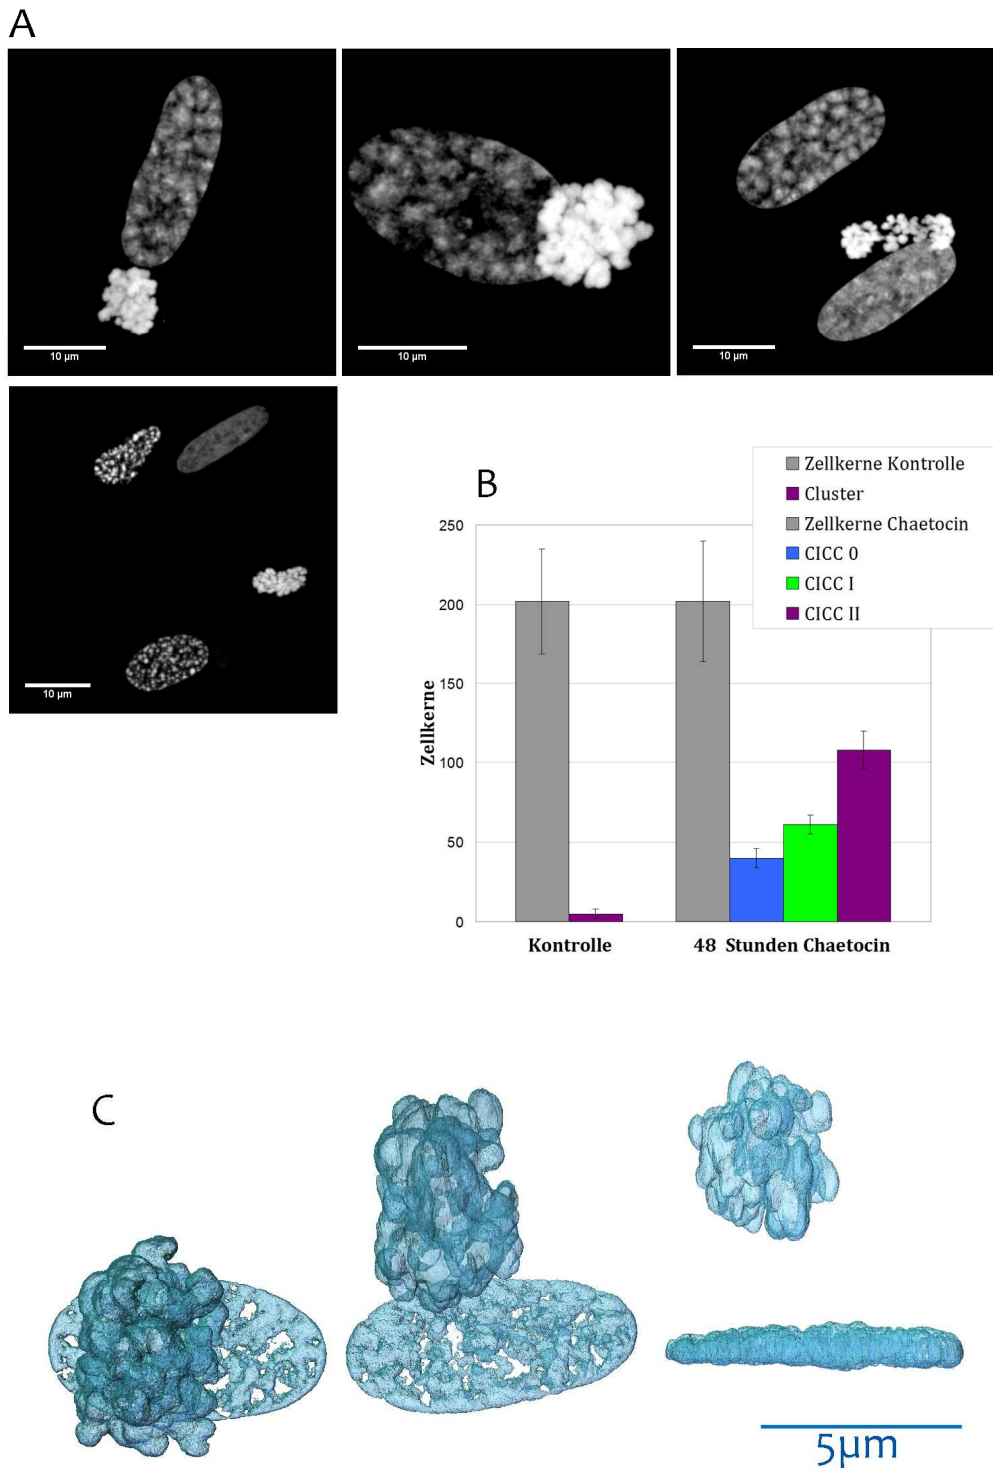 A
10 µm
10 µm
10 µm
10 µm
B
Zellkerne Kontrolle
Cluster
Zellkerne Chaetocin
CICC 0
CICC I
CICC II
250
200
150
100
50
0
Zellkerne
Kontrolle
48 Stunden Chaetocin
C
5µm